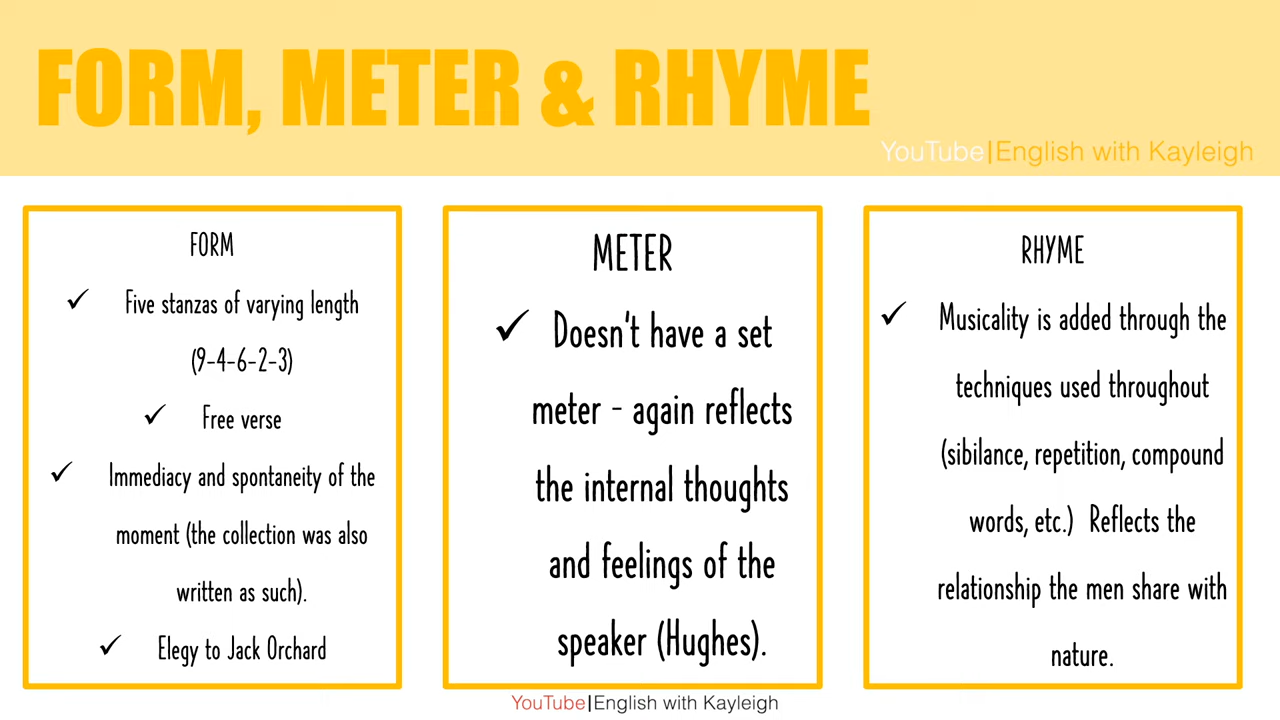 FORM, METER & RHYME
YouTube|English with Kayleigh
FORM
✓ Five stanzas of varying length
(9-4-6-2-3)
✓ Free verse
✓ Immediacy and spontaneity of the
moment (the collection was also
written as such).
✓ Elegy to Jack Orchard
METER
✓ Doesn't have a set
meter - again reflects
the internal thoughts
and feelings of the
speaker (Hughes).
RHYME
✓ Musicality is added through the
techniques used throughout
(sibilance, repetition, compound
words, etc.) Reflects the
relationship the men share with
nature.
YouTube|English with Kayleigh